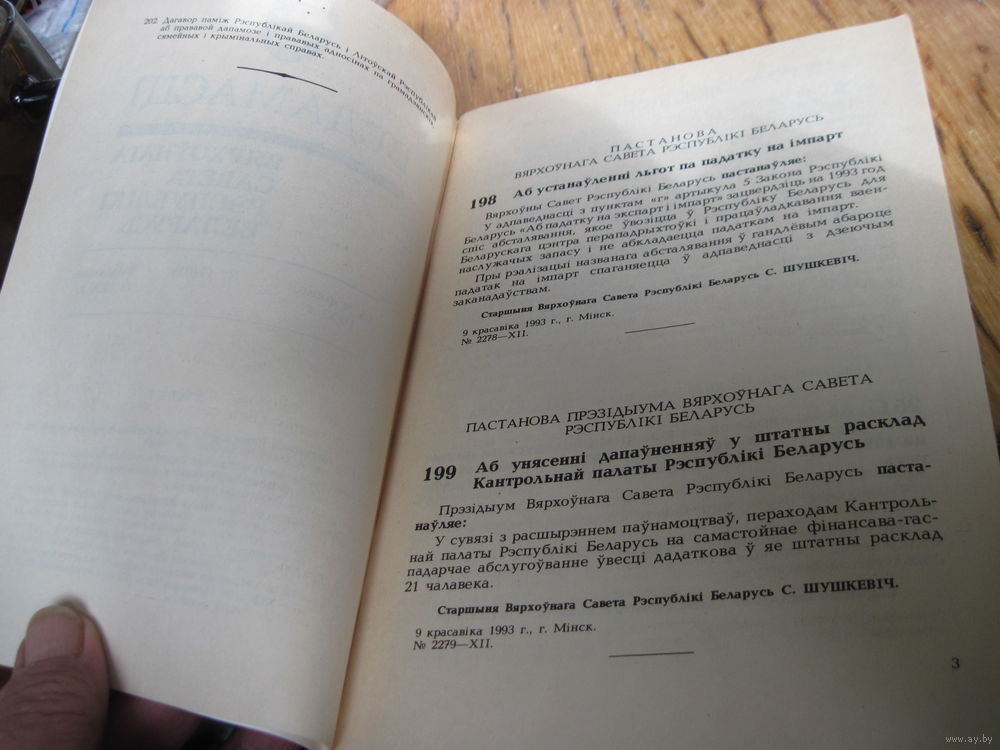 202 Дагавор паміж Рэспублікай Беларусь і Літоўскай Рэспублікай
аб прававой дапамозе і прававых адносінах па грамадзянскіх,
сямейных і крымінальных справах.
ПАСТАНОВА
ВЯРХОЎНАГА САВЕТА РЭСПУБЛІКІ БЕЛАРУСЬ
198 Аб устанаўленні льгот па падатку на імпарт
Вярхоўны Савет Рэспублікі Беларусь пастанаўляе:
У адпаведнасці з пунктам «г» артыкула 5 Закона Рэспублікі
Беларусь «Аб падатку на экспарт і імпарт» зацвердзіць на 1993 год
спіс абсталявання, якое ўвозіцца ў Рэспубліку Беларусь для
Беларускага цэнтра перападрыхтоўкі і працаўладкавання ваен-
наслужачых запасу і не абкладаецца падаткам на імпарт.
Пры рэалізацыі названага абсталявання ў гандлёвым абароце
падатак на імпарт спаганяецца ў адпаведнасці з дзеючым
заканадаўствам.
Старшыня Вярхоўнага Савета Рэспублікі Беларусь С. ШУШКЕВІЧ.
9 красавіка 1993 г., г. Мінск.
№ 2278—XII.
ПАСТАНОВА ПРЭЗІДЫУМА ВЯРХОЎНАГА САВЕТА
РЭСПУБЛІКІ БЕЛАРУСЬ
199 Аб унясенні дапаўненняў у штатны расклад
Кантрольнай палаты Рэспублікі Беларусь
Прэзідыум Вярхоўнага Савета Рэспублікі Беларусь паста-
наўляе:
У сувязі з расшырэннем паўнамоцтваў, пераходам Кантроль-
най палаты Рэспублікі Беларусь на самастойнае фінансава-гас-
падарчае абслугоўванне ўвесці дадаткова ў яе штатны расклад
21 чалавека.
Старшыня Вярхоўнага Савета Рэспублікі Беларусь С. ШУШКЕВІЧ.
9 красавіка 1993 г., г. Мінск.
№ 2279—XII.
3
www.ay.by